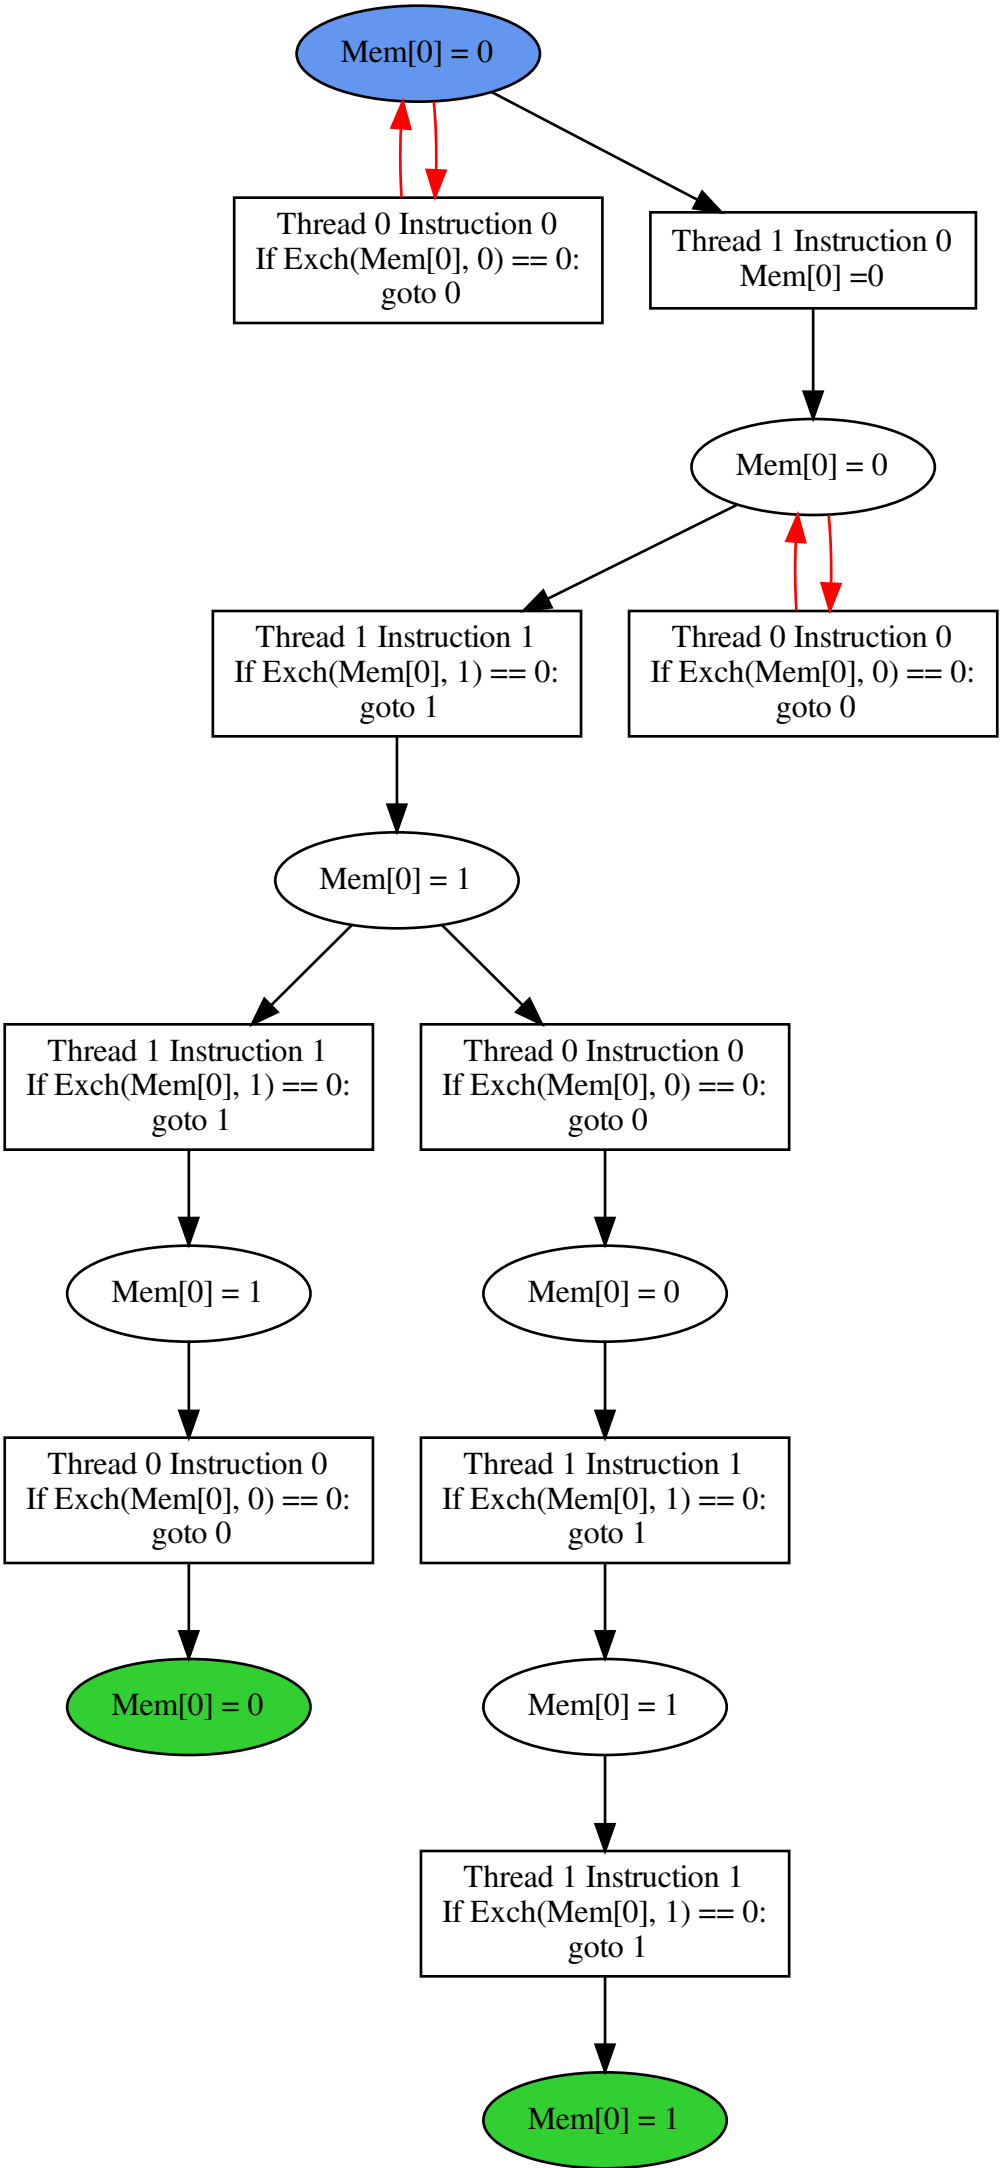 Mem[0] = 0
Thread 0 Instruction 0
If Exch(Mem[0], 0) == 0:
goto 0
Thread 1 Instruction 0
Mem[0] =0
Mem[0] = 0
Thread 1 Instruction 1
If Exch(Mem[0], 1) == 0:
goto 1
Thread 0 Instruction 0
If Exch(Mem[0], 0) == 0:
goto 0
Mem[0] = 1
Thread 1 Instruction 1
If Exch(Mem[0], 1) == 0:
goto 1
Thread 0 Instruction 0
If Exch(Mem[0], 0) == 0:
goto 0
Mem[0] = 1
Mem[0] = 0
Thread 0 Instruction 0
If Exch(Mem[0], 0) == 0:
goto 0
Thread 1 Instruction 1
If Exch(Mem[0], 1) == 0:
goto 1
Mem[0] = 0
Mem[0] = 1
Thread 1 Instruction 1
If Exch(Mem[0], 1) == 0:
goto 1
Mem[0] = 1